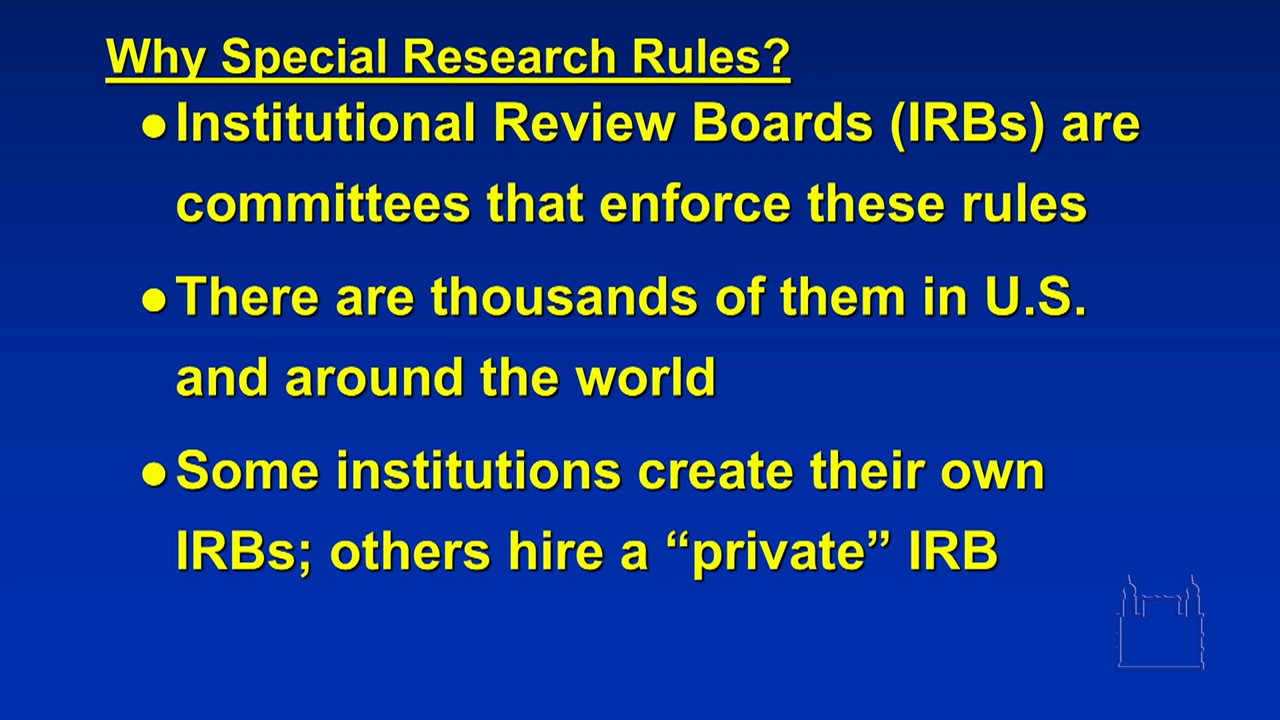 Why Special Research Rules?
● Institutional Review Boards (IRBs) are
committees that enforce these rules
● There are thousands of them in U.S.
and around the world
● Some institutions create their own
IRBs; others hire a “private” IRB